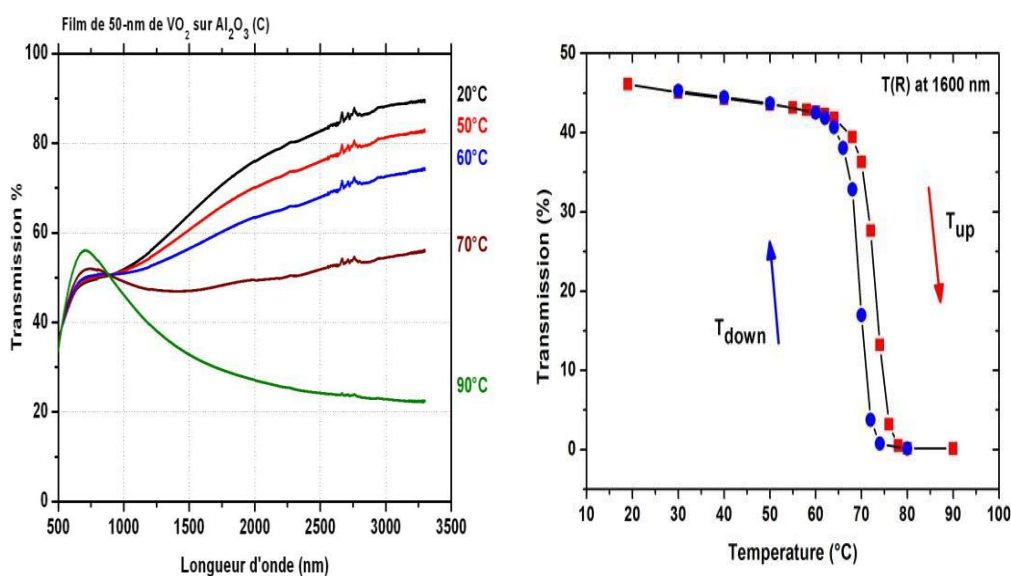 Film de 50-nm de VO₂ sur Al₂O₃ (C)
100
80
60
40
20
0
Transmission %
20°C
50°C
60°C
70°C
90°C
500 1000 1500 2000 2500 3000 3500
Longueur d'onde (nm)
50
40
30
20
10
0
Transmission (%)
T(R) at 1600 nm
T up
T down
10 20 30 40 50 60 70 80 90 100
Temperature (°C)